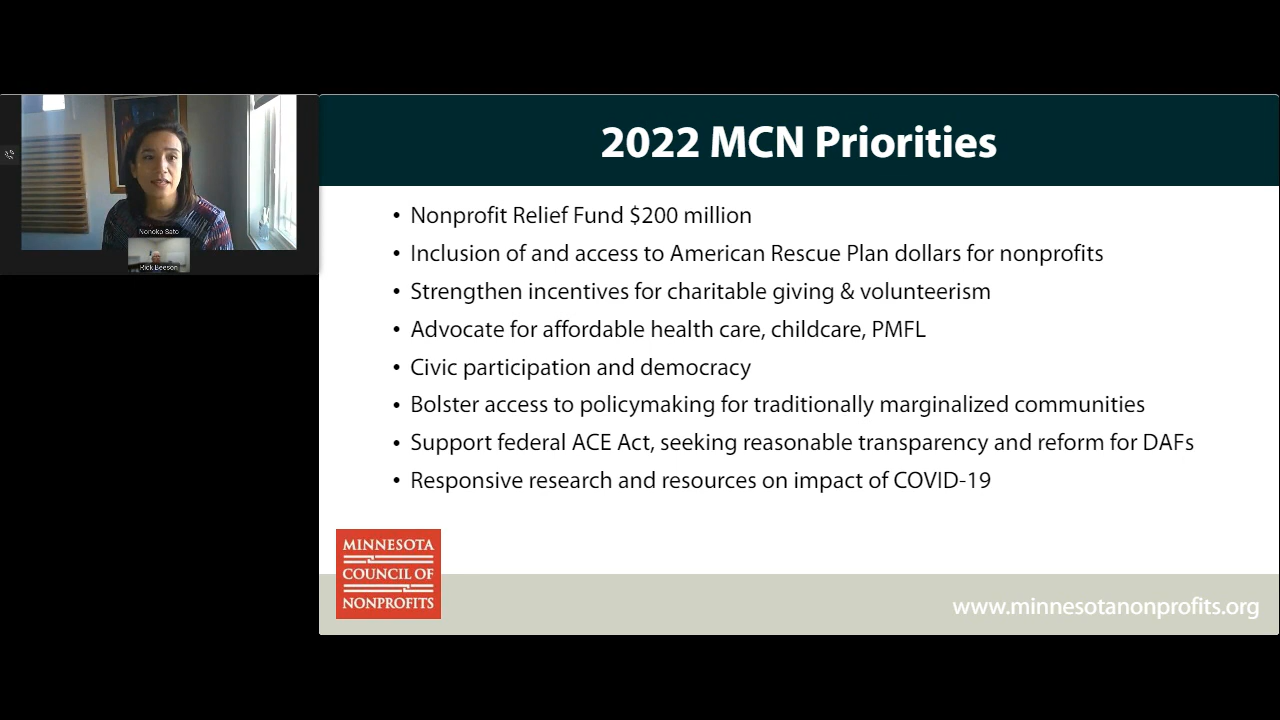 Nonoko Sato
Rick Beeson
2022 MCN Priorities
• Nonprofit Relief Fund $200 million
• Inclusion of and access to American Rescue Plan dollars for nonprofits
• Strengthen incentives for charitable giving & volunteerism
• Advocate for affordable health care, childcare, PMFL
• Civic participation and democracy
• Bolster access to policymaking for traditionally marginalized communities
• Support federal ACE Act, seeking reasonable transparency and reform for DAFs
• Responsive research and resources on impact of COVID-19
MINNESOTA
COUNCIL OF
NONPROFITS
www.minnesotanonprofits.org